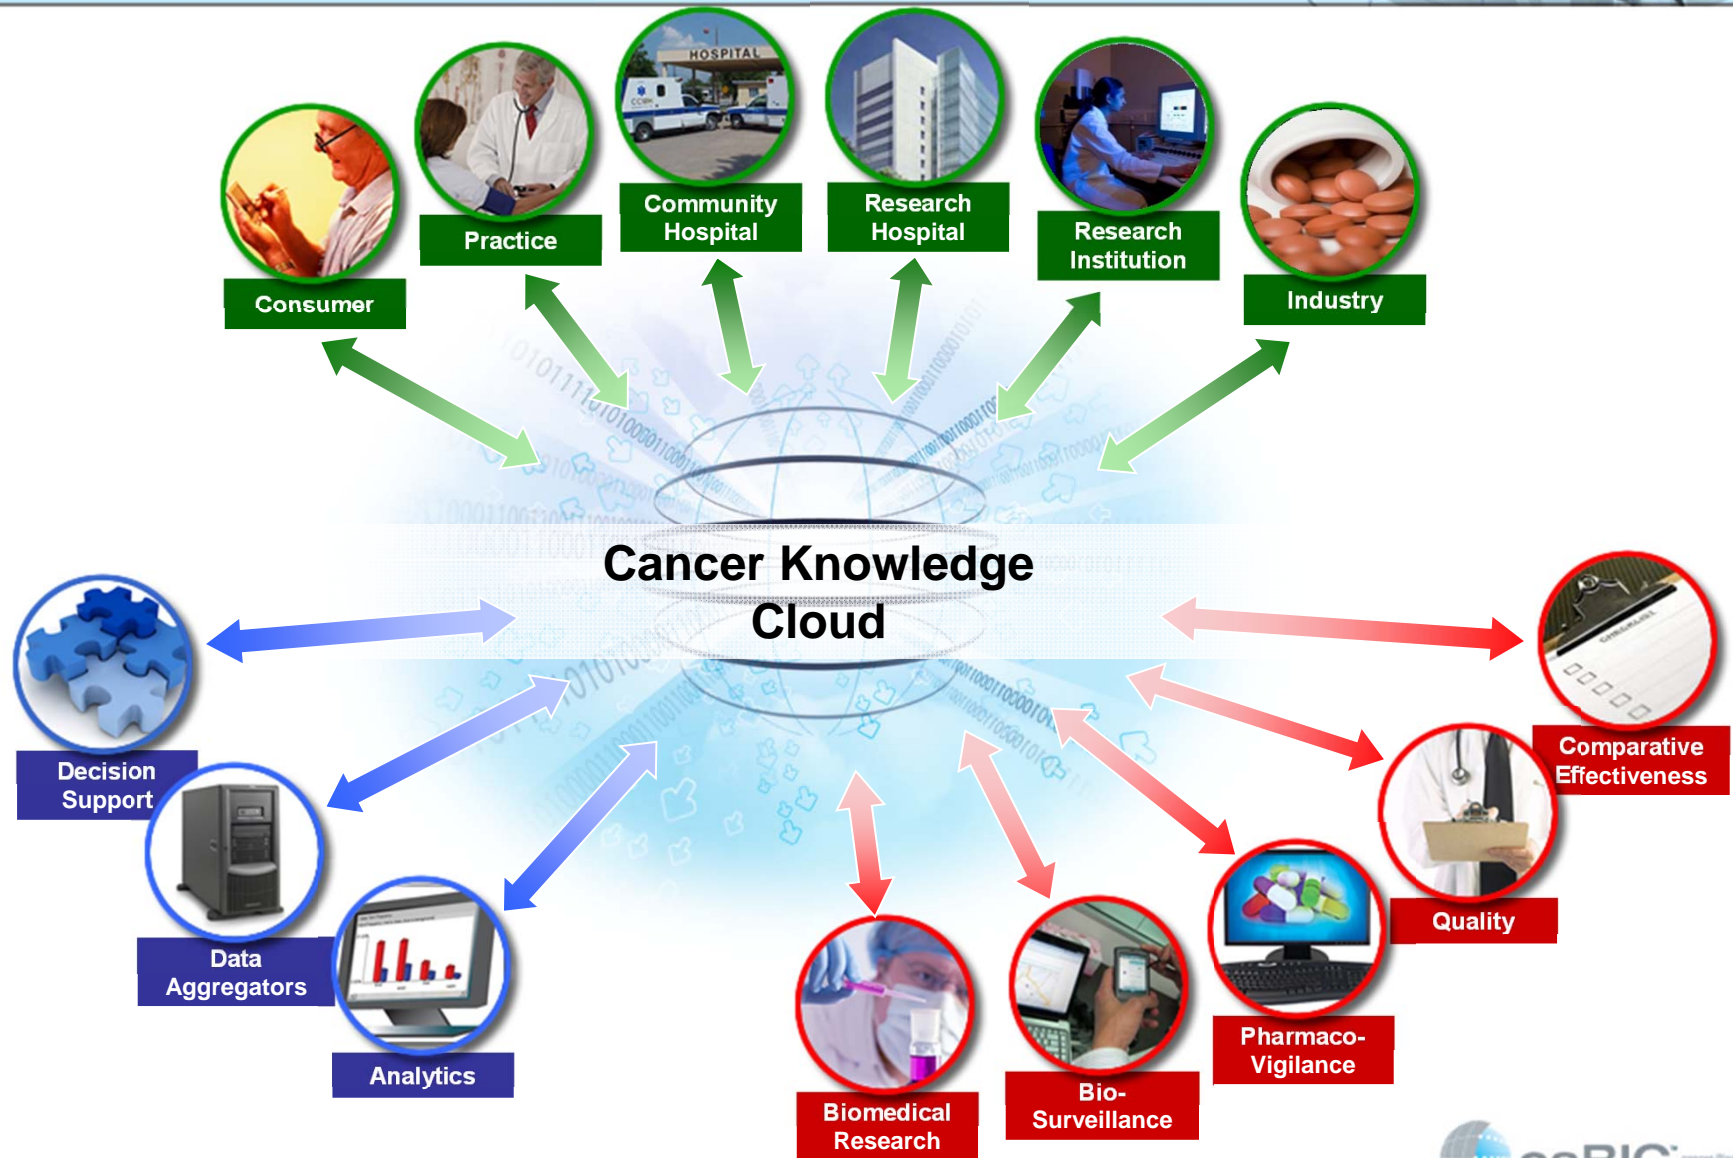 HOSPITAL
Consumer
Practice
Community
Hospital
Research
Hospital
Research
Institution
Industry
Cancer Knowledge
Cloud
Decision
Support
Data
Aggregators
Analytics
Biomedical
Research
Bio-
Surveillance
Pharmaco-
Vigilance
Quality
CHECKLIST
Comparative
Effectiveness